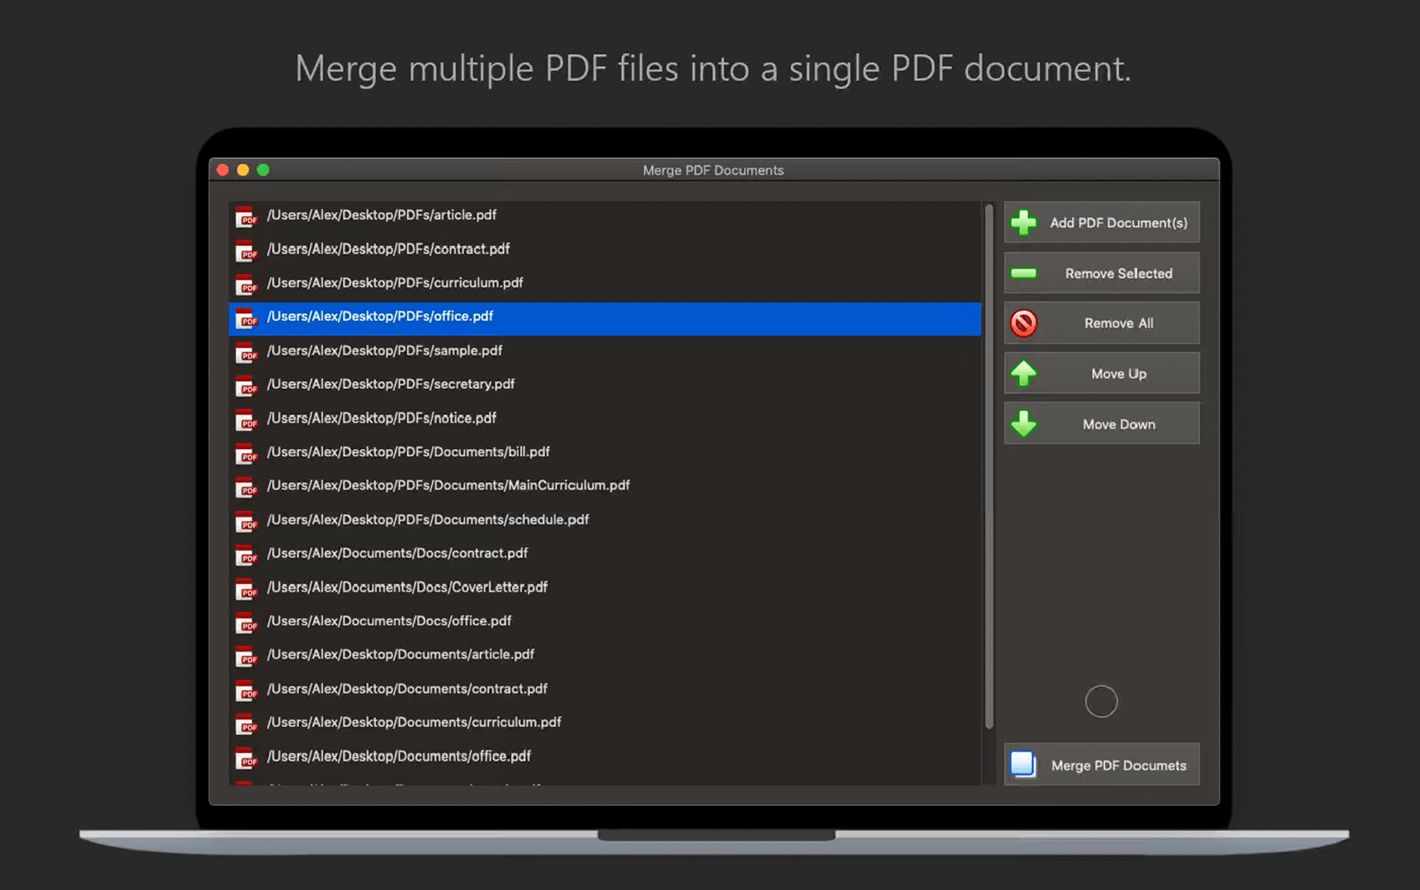 Merge multiple PDF files into a single PDF document.
Merge PDF Documents
/Users/Alex/Desktop/PDFs/article.pdf
/Users/Alex/Desktop/PDFs/contract.pdf
/Users/Alex/Desktop/PDFs/curriculum.pdf
/Users/Alex/Desktop/PDFs/office.pdf
/Users/Alex/Desktop/PDFs/sample.pdf
/Users/Alex/Desktop/PDFs/secretary.pdf
/Users/Alex/Desktop/PDFs/notice.pdf
/Users/Alex/Desktop/PDFs/Documents/bill.pdf
/Users/Alex/Desktop/PDFs/Documents/MainCurriculum.pdf
/Users/Alex/Desktop/PDFs/Documents/schedule.pdf
/Users/Alex/Documents/Docs/contract.pdf
/Users/Alex/Documents/Docs/CoverLetter.pdf
/Users/Alex/Documents/Docs/office.pdf
/Users/Alex/Desktop/Documents/article.pdf
/Users/Alex/Desktop/Documents/contract.pdf
/Users/Alex/Desktop/Documents/curriculum.pdf
/Users/Alex/Desktop/Documents/office.pdf
Add PDF Document(s)
Remove Selected
Remove All
Move Up
Move Down
Merge PDF Documets